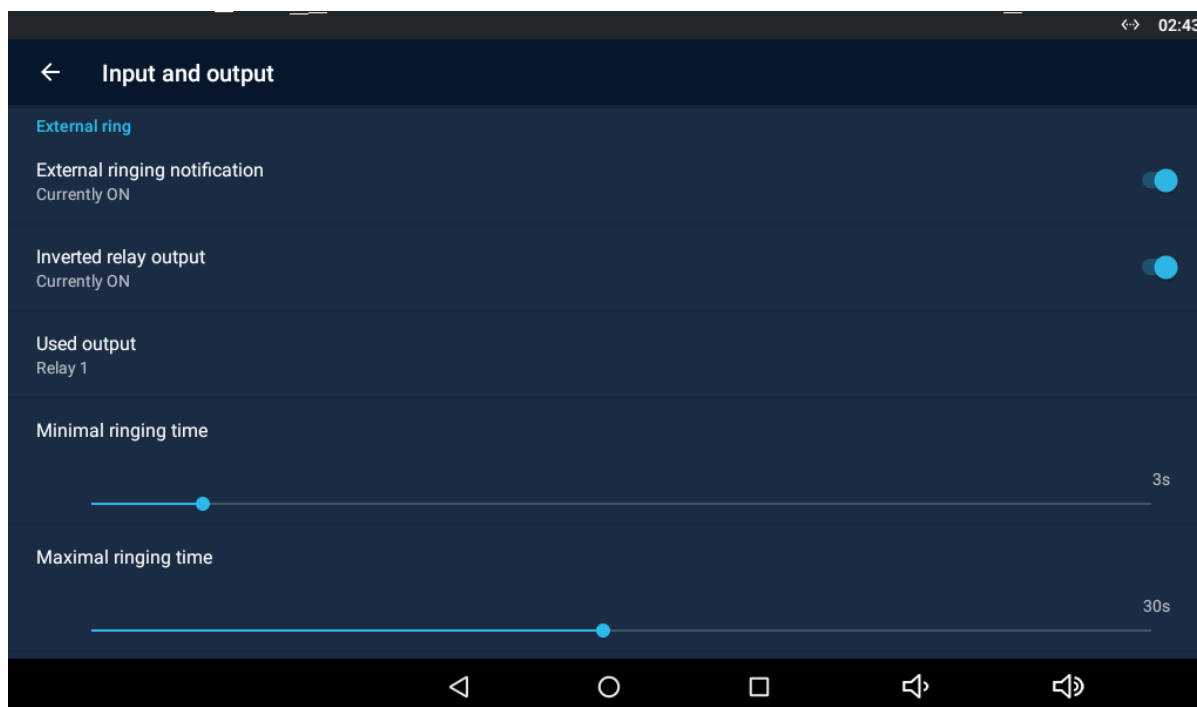 02:43
Input and output
External ring
External ringing notification
Currently ON
Inverted relay output
Currently ON
Used output
Relay 1
Minimal ringing time
3s
Maximal ringing time
30s